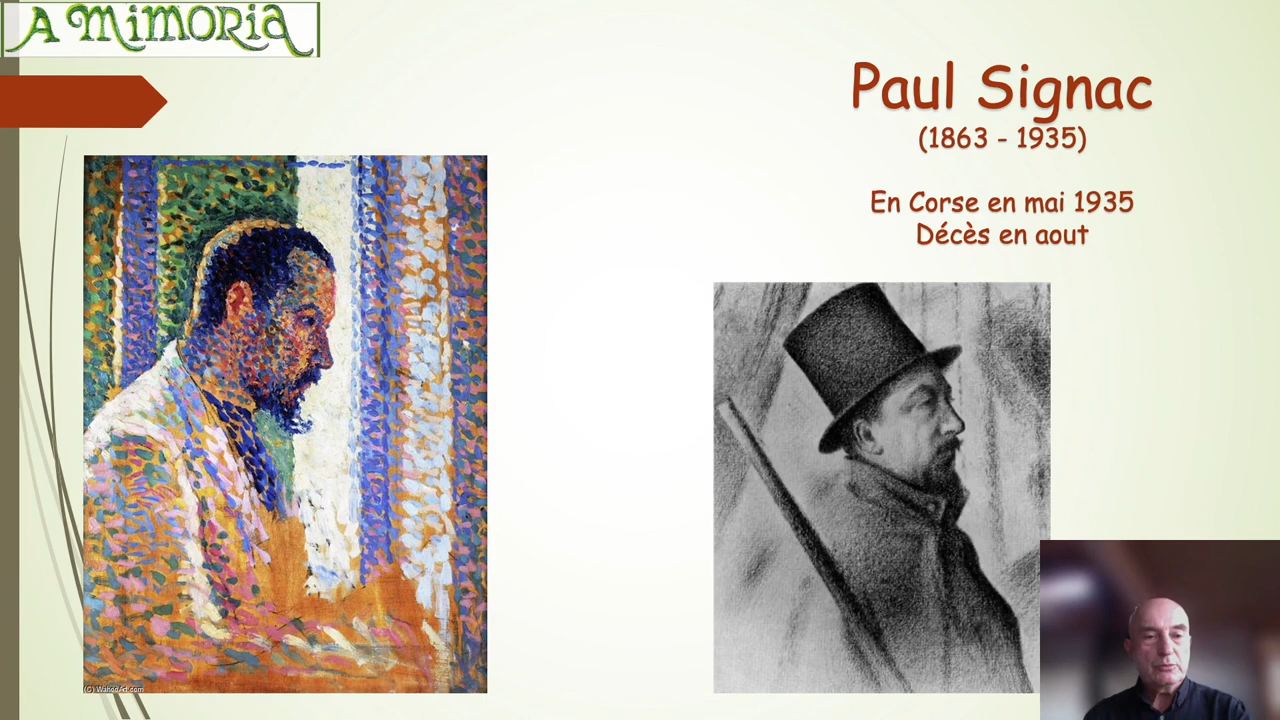 A MimoRia
Paul Signac
(1863 - 1935)
En Corse en mai 1935
Décès en aout
(C) WahooArt.com